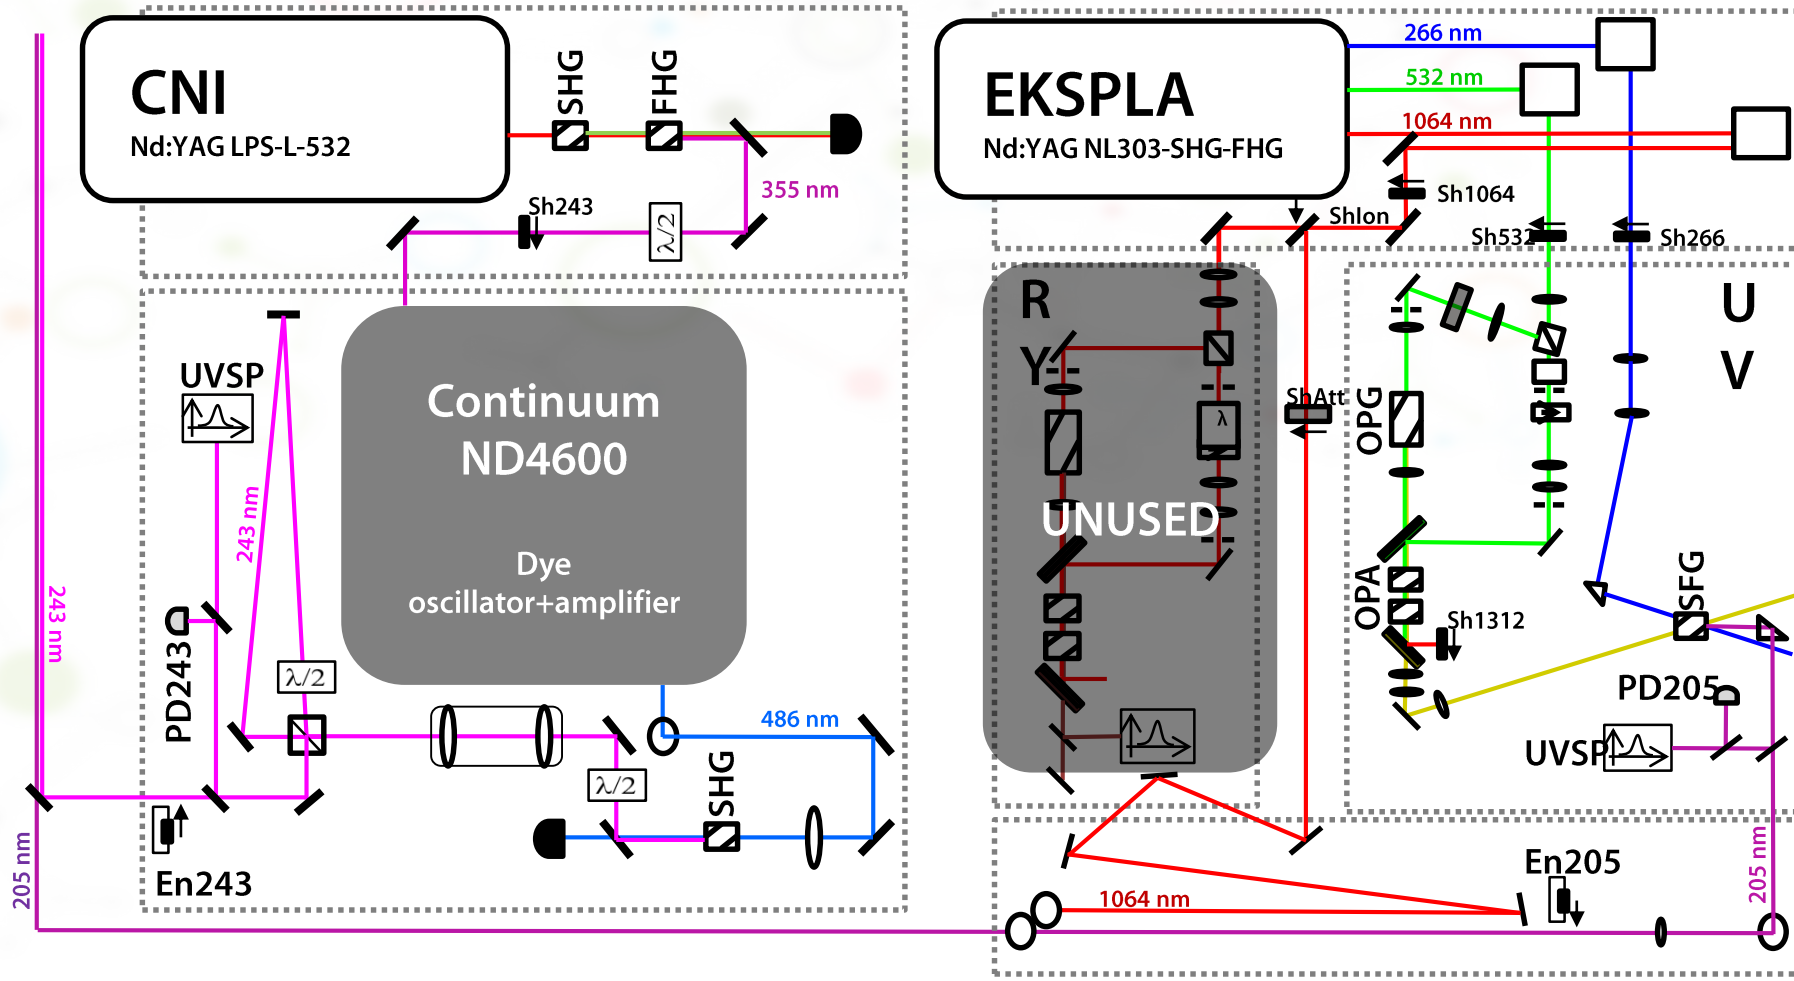 CNI
Nd:YAG LPS-L-532
SHG
FHG
355 nm
Sh243
λ/2
EKSPLA
Nd:YAG NL303-SHG-FHG
266 nm
532 nm
1064 nm
Sh1064
ShIon
Sh532
Sh266
Continuum
ND4600
Dye
oscillator+amplifier
UVSP
243 nm
243 nm
PD243
λ/2
λ/2
SHG
486 nm
En243
205 nm
R
Y
UNUSED
λ
ShAtt
U
V
OPG
OPA
Sh1312
SFG
PD205
UVSP
1064 nm
En205
205 nm